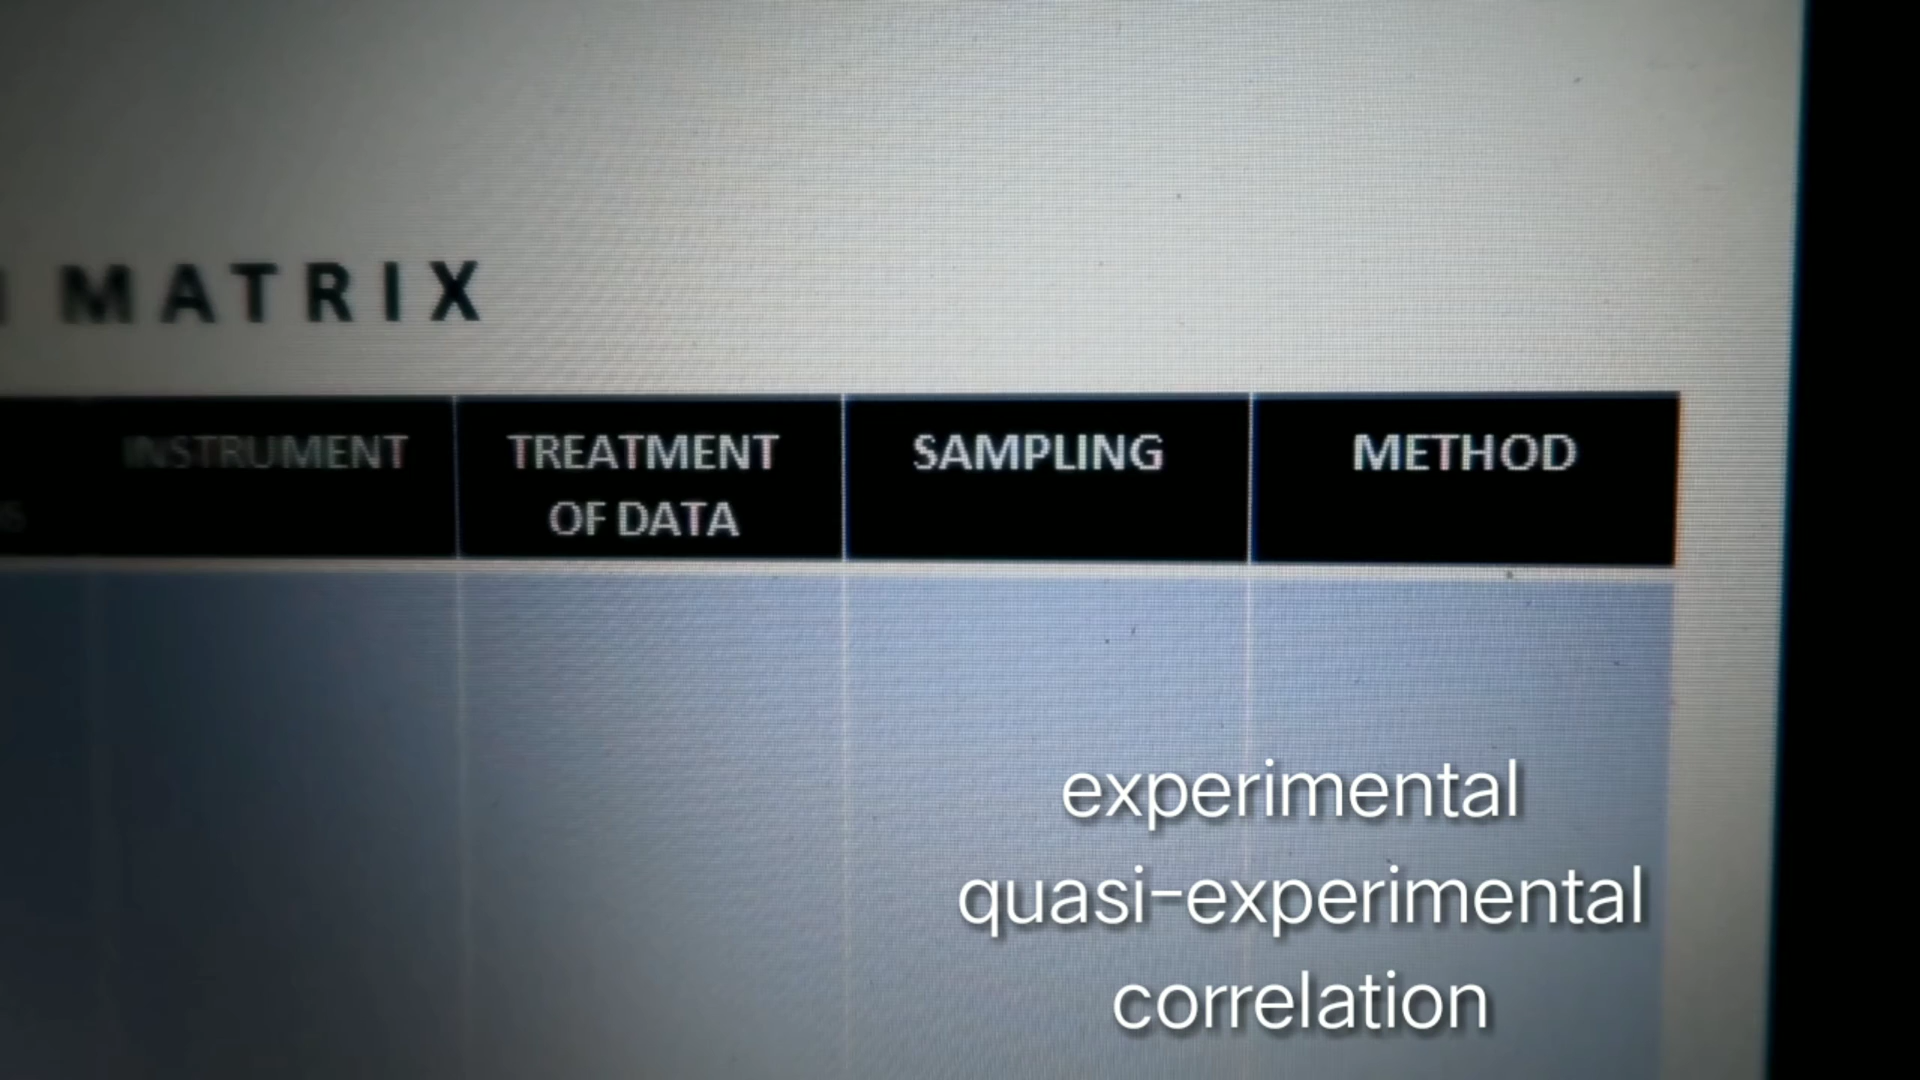 MATRIX
INSTRUMENT
TREATMENT
OF DATA
SAMPLING
METHOD
experimental
quasi-experimental
correlation